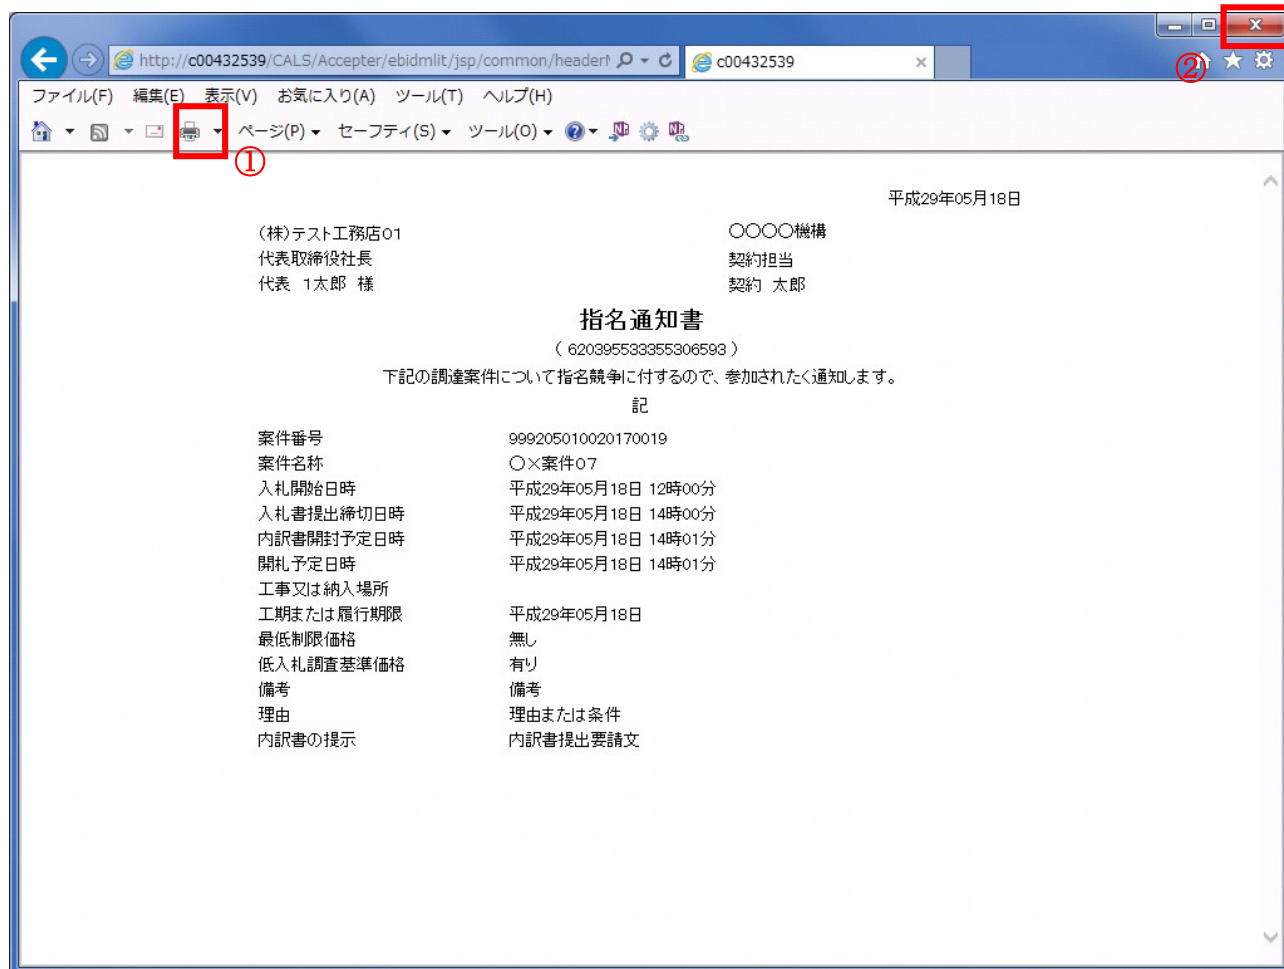 http://c00432539/CALS/Accepter/ebidmlit/jsp/common/header
c00432539
②
ファイル(F) 編集(E) 表示(V) お気に入り(A) ツール(T) ヘルプ(H)
ページ(P) セーフティ(S) ツール(O)
①
平成29年05月18日
(株)テスト工務店01
〇〇〇〇機構
代表取締役社長
契約担当
代表 1太郎 様
契約 太郎
指名通知書
( 620395533355306593 )
下記の調達案件について指名競争に付するので、参加されたく通知します。
記
案件番号 999205010020170019
案件名称 〇×案件07
入札開始日時 平成29年05月18日 12時00分
入札書提出締切日時 平成29年05月18日 14時00分
内訳書開封予定日時 平成29年05月18日 14時01分
開札予定日時 平成29年05月18日 14時01分
工事又は納入場所
工期または履行期限 平成29年05月18日
最低制限価格 無し
低入札調査基準価格 有り
備考 備考
理由 理由または条件
内訳書の提示 内訳書提出要請文